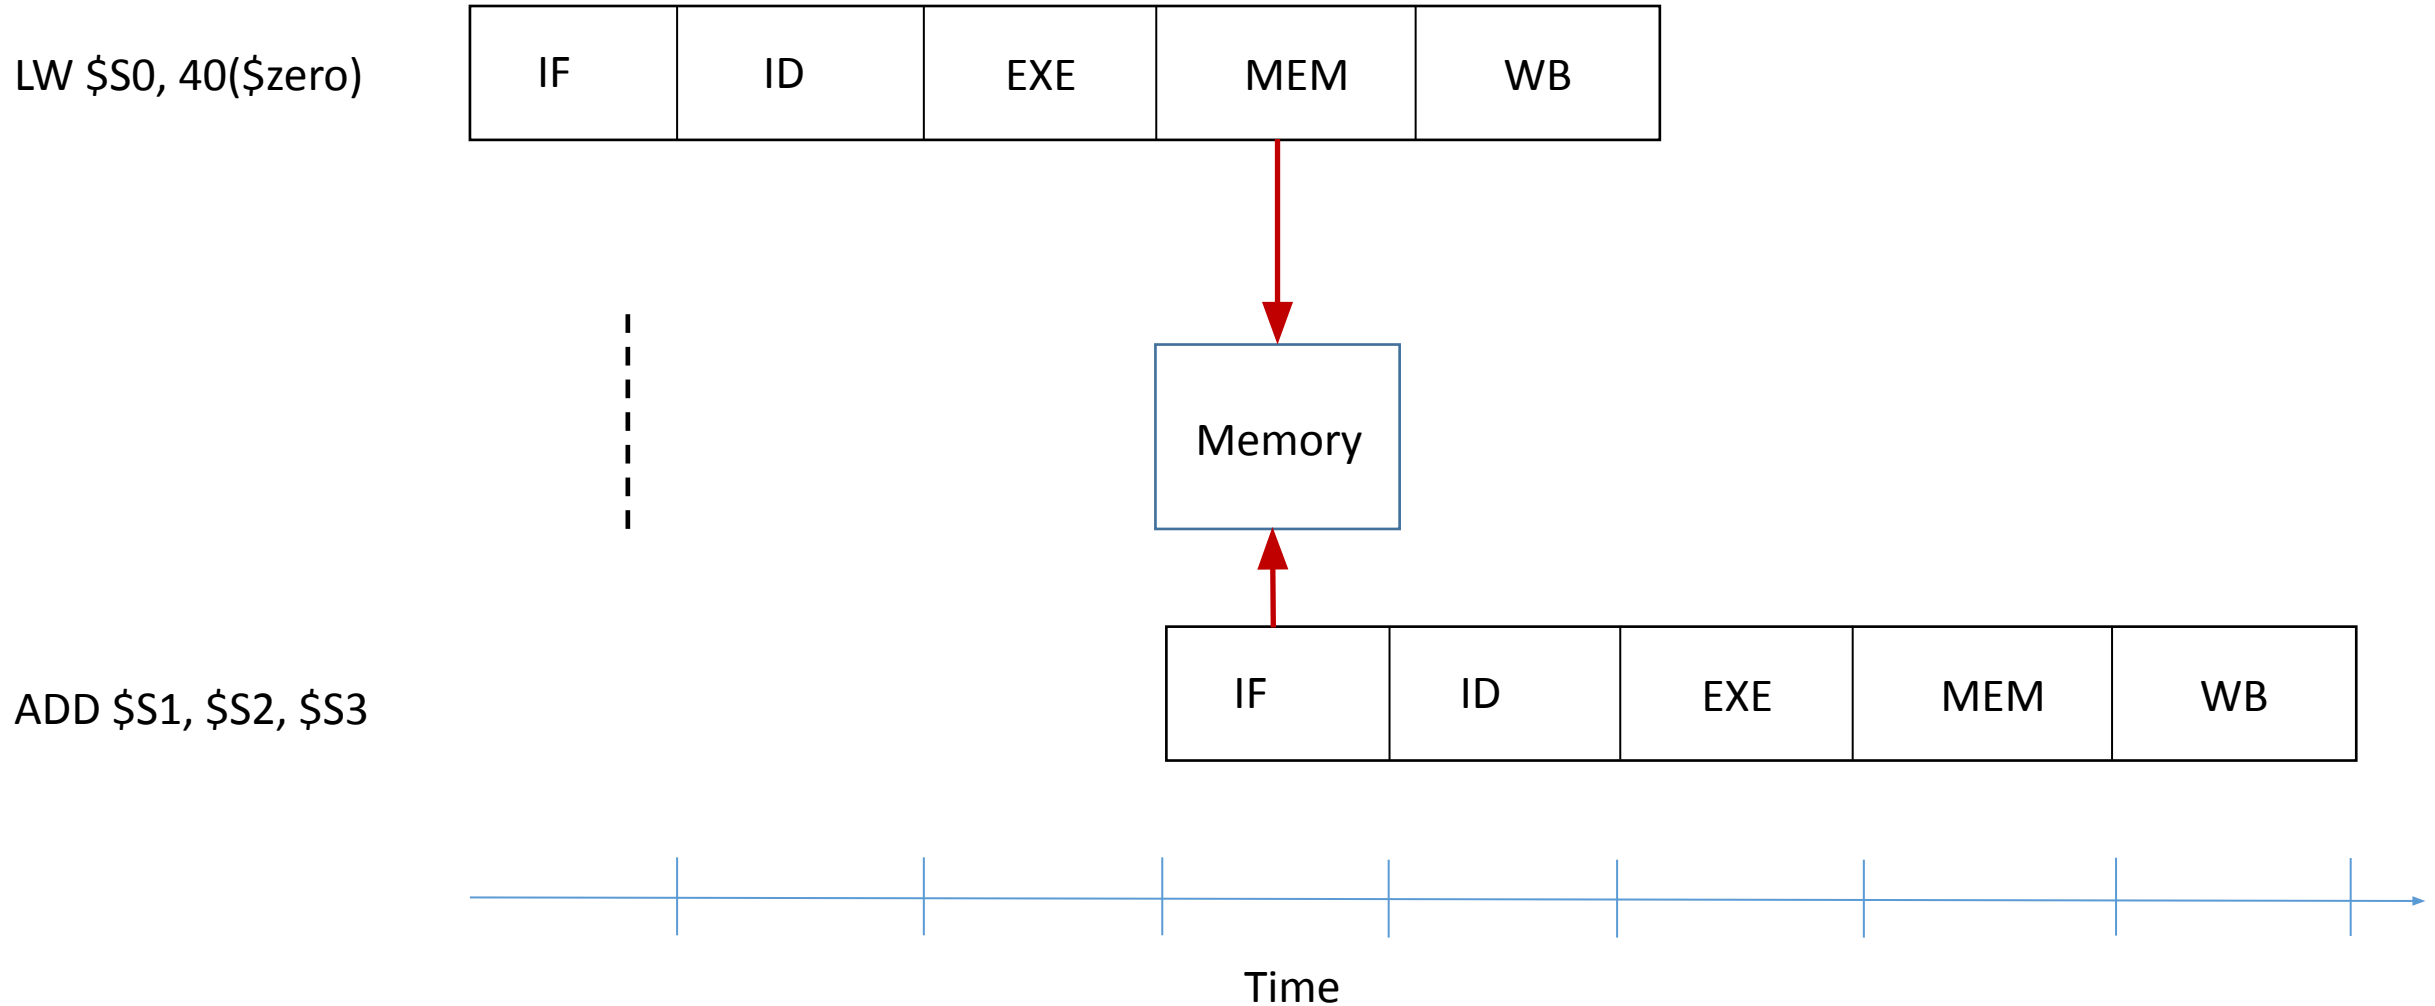 LW $S0, 40($zero)
IF
ID
EXE
MEM
WB
Memory
ADD $S1, $S2, $S3
IF
ID
EXE
MEM
WB
Time